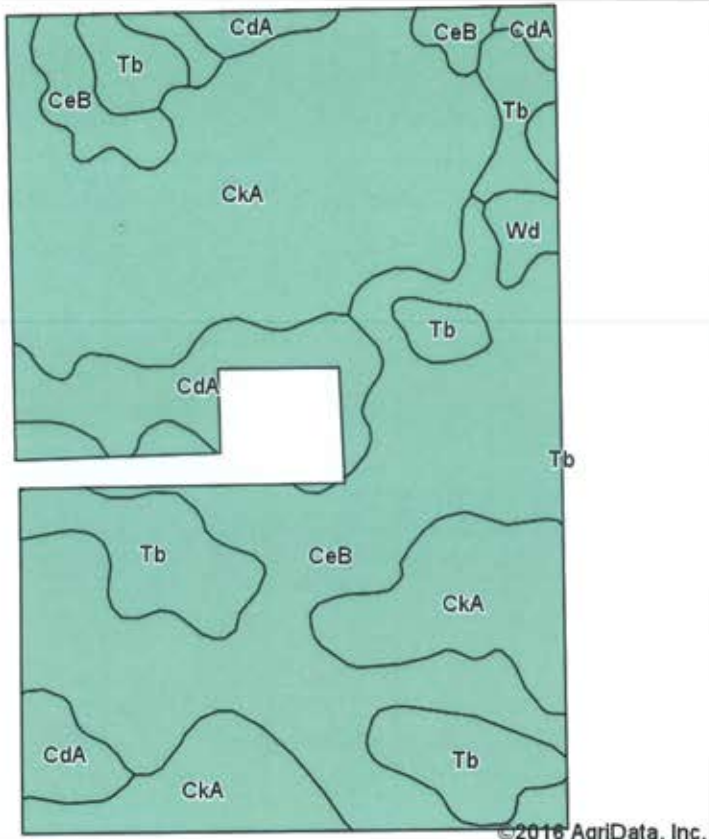 CdA
CeB
CdA
Tb
CeB
Tb
CkA
Wd
Tb
CdA
Tb
Tb
CeB
CkA
CdA
Tb
CkA
©2016 AgriData, Inc.